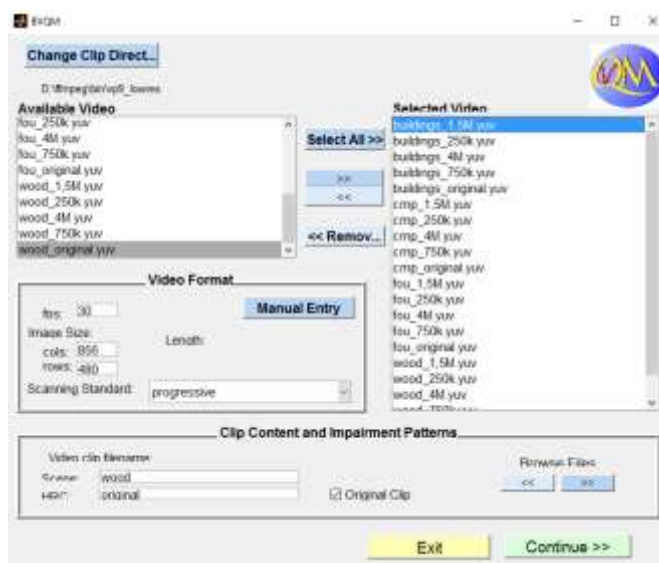 BVQM
Change Clip Direct...
Available Video
fou_250k.yuv
fou_4M.yuv
fou_750k.yuv
fou_original.yuv
wood_1,5M.yuv
wood_250k.yuv
wood_4M.yuv
wood_750k.yuv
wood_original.yuv
Select All >>
>>
<<
<< Remov...
Selected Video
buildings_1,5M.yuv
buildings_250k.yuv
buildings_4M.yuv
buildings_750k.yuv
buildings_original.yuv
cmp_1,5M.yuv
cmp_250k.yuv
cmp_4M.yuv
cmp_750k.yuv
cmp_original.yuv
fou_1,5M.yuv
fou_250k.yuv
fou_4M.yuv
fou_750k.yuv
fou_original.yuv
wood_1,5M.yuv
wood_250k.yuv
wood_4M.yuv
wood_750k.yuv
Video Format
fps: 30
Manual Entry
Image Size:
Length:
cols: 856
rows: 480
Scanning Standard: progressive
Clip Content and Impairment Patterns
Video clip filename:
Scene: wood
HRC: original
Original Clip
Browse Files
<< >>
Exit
Continue >>